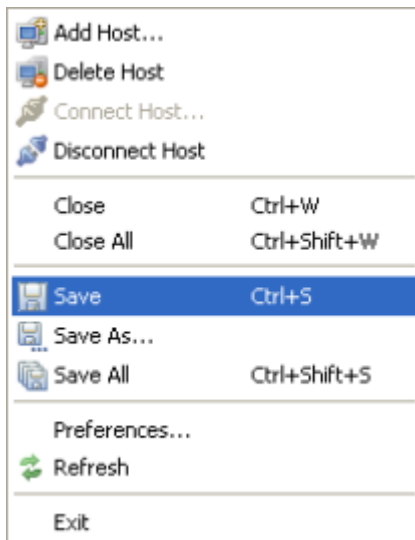 Add Host...
Delete Host
Connect Host...
Disconnect Host
Close Ctrl+W
Close All Ctrl+Shift+W
Save Ctrl+S
Save As...
Save All Ctrl+Shift+S
Preferences...
Refresh
Exit